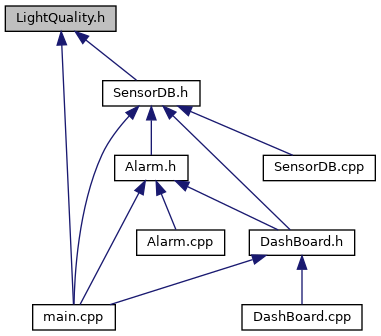 LightQuality.h
SensorDB.h
Alarm.h
SensorDB.cpp
Alarm.cpp
DashBoard.h
main.cpp
DashBoard.cpp